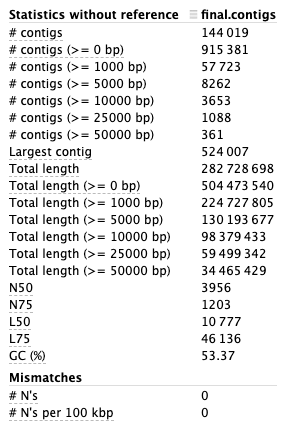 Statistics without reference final.contigs
# contigs 144 019
# contigs (>= 0 bp) 915 381
# contigs (>= 1000 bp) 57 723
# contigs (>= 5000 bp) 8262
# contigs (>= 10000 bp) 3653
# contigs (>= 25000 bp) 1088
# contigs (>= 50000 bp) 361
Largest contig 524 007
Total length 282 728 698
Total length (>= 0 bp) 504 473 540
Total length (>= 1000 bp) 224 727 805
Total length (>= 5000 bp) 130 193 677
Total length (>= 10000 bp) 98 379 433
Total length (>= 25000 bp) 59 499 342
Total length (>= 50000 bp) 34 465 429
N50 3956
N75 1203
L50 10 777
L75 46 136
GC (%) 53.37
Mismatches
# N's 0
# N's per 100 kbp 0